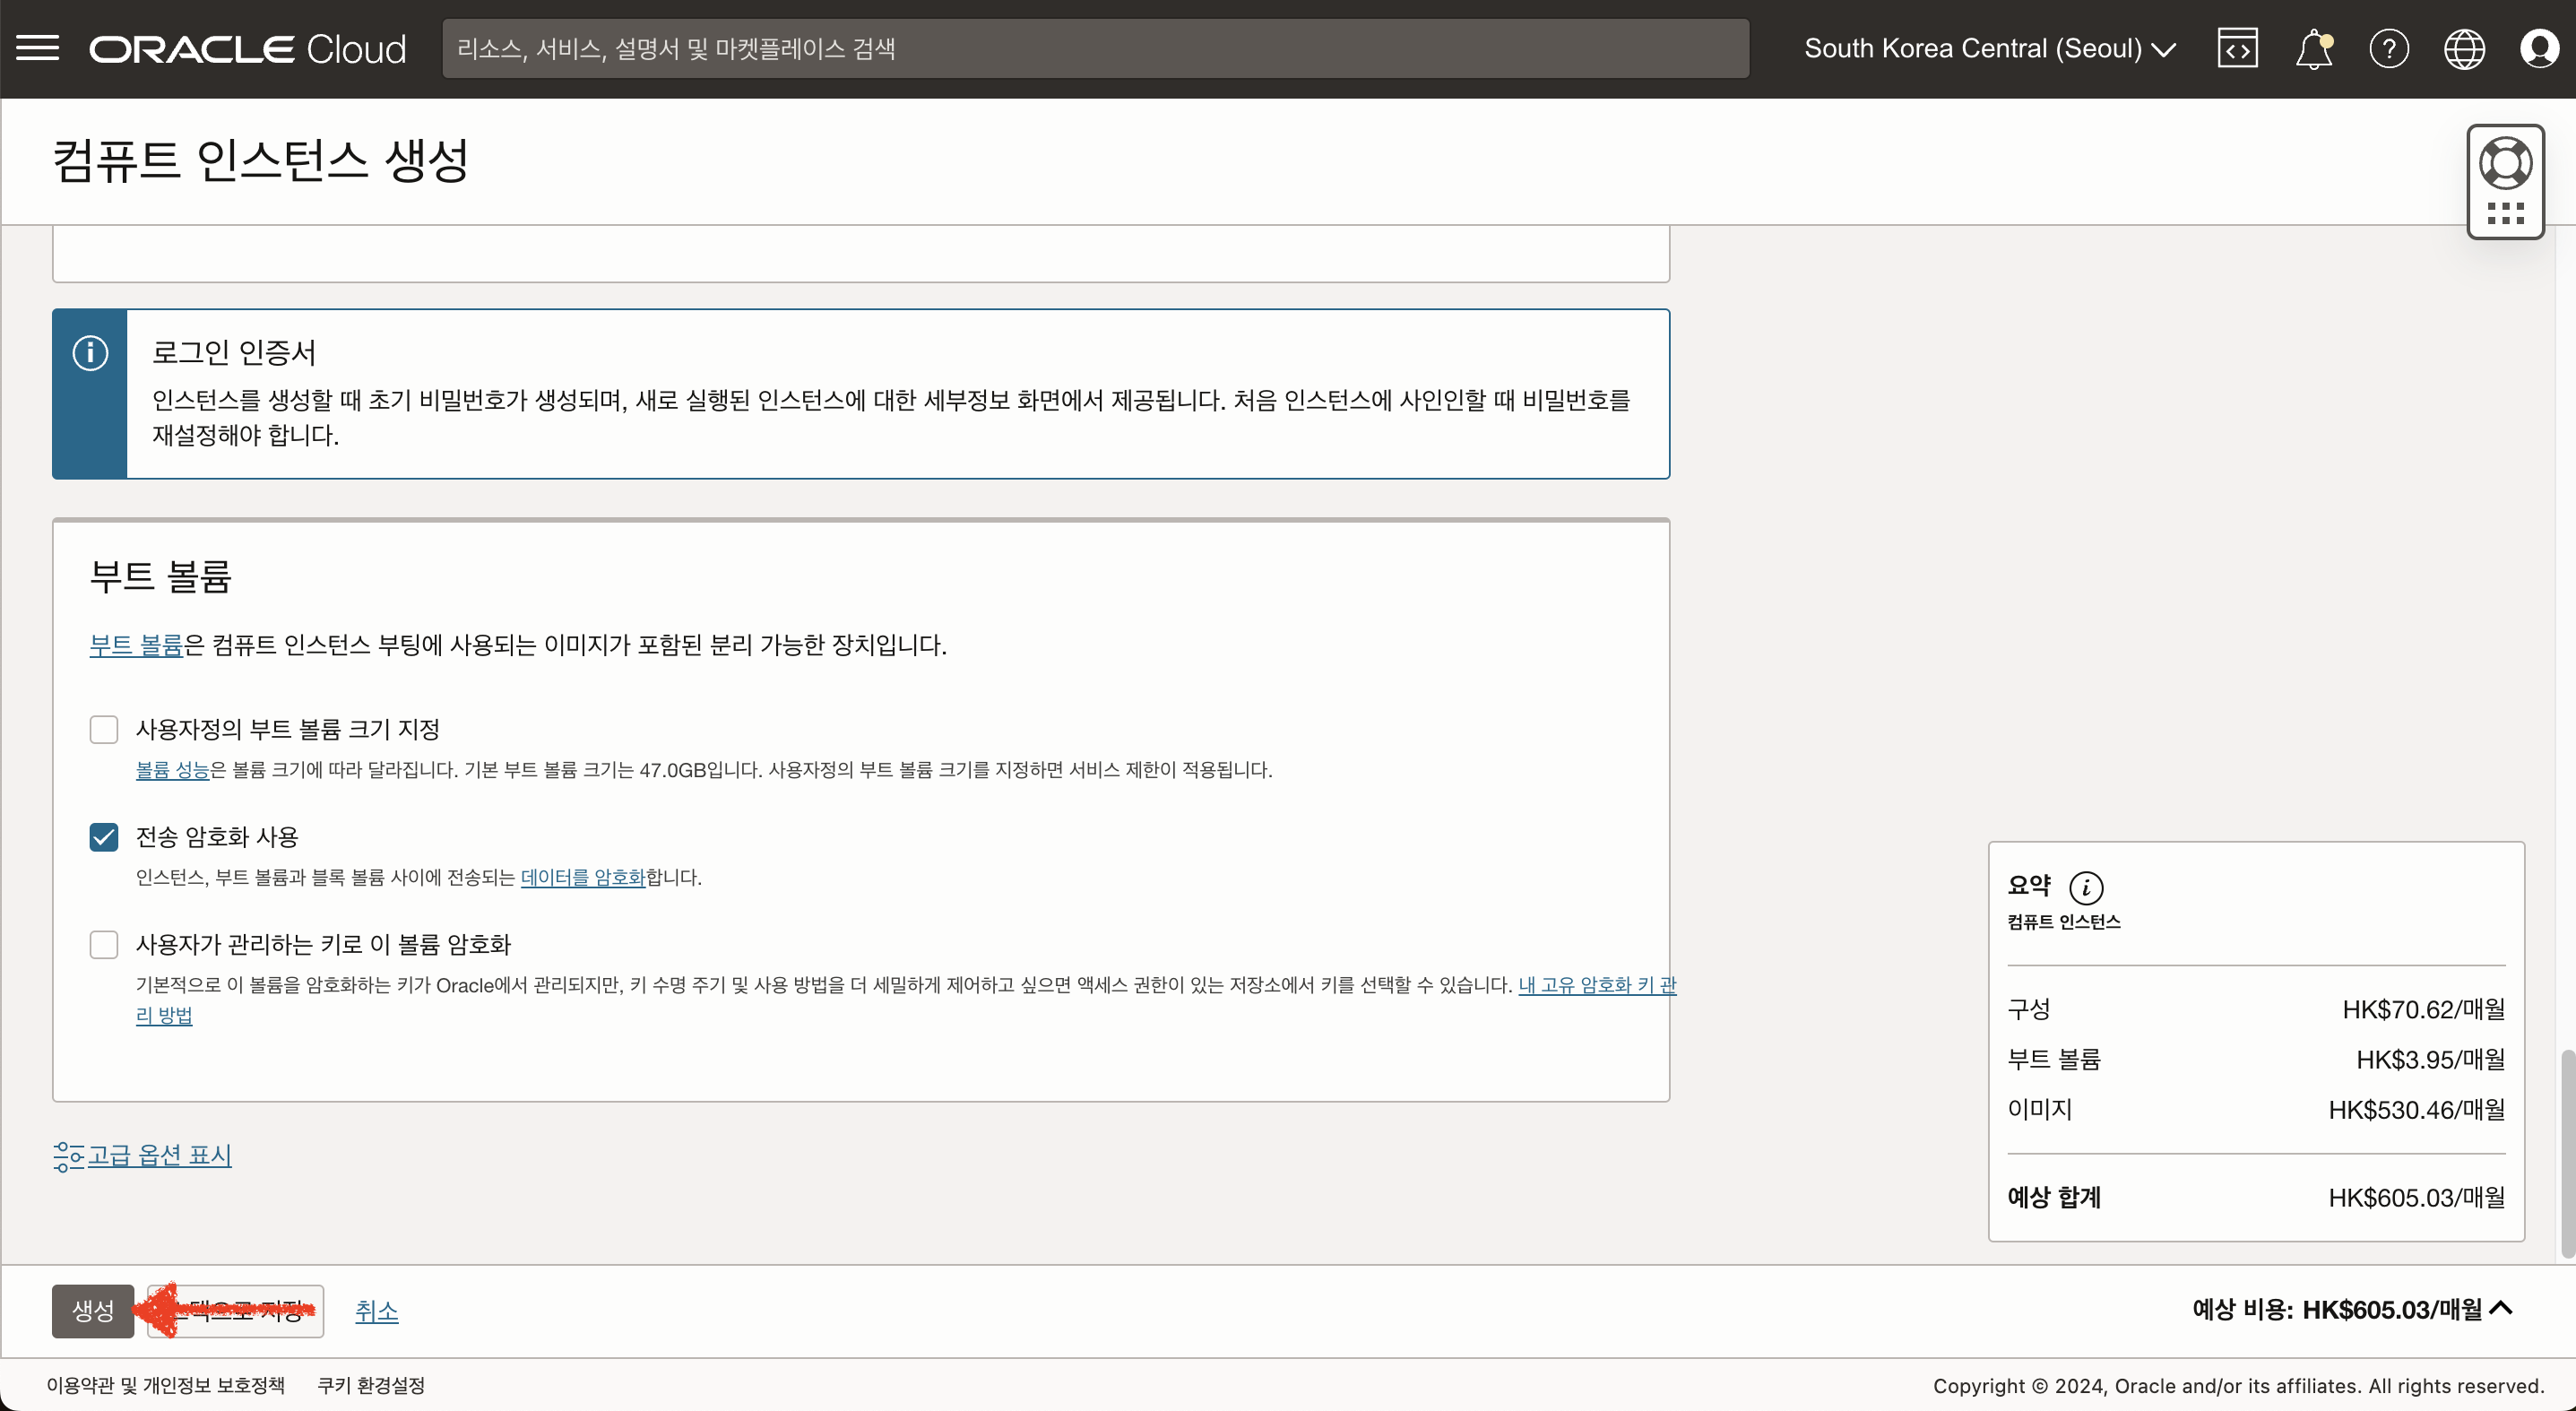 ORACLE Cloud
리소스, 서비스, 설명서 및 마켓플레이스 검색
South Korea Central (Seoul)
컴퓨트 인스턴스 생성
로그인 인증서
인스턴스를 생성할 때 초기 비밀번호가 생성되며, 새로 실행된 인스턴스에 대한 세부정보 화면에서 제공됩니다. 처음 인스턴스에 사인인할 때 비밀번호를
재설정해야 합니다.
부트 볼륨
부트 볼륨은 컴퓨트 인스턴스 부팅에 사용되는 이미지가 포함된 분리 가능한 장치입니다.
사용자정의 부트 볼륨 크기 지정
볼륨 성능은 볼륨 크기에 따라 달라집니다. 기본 부트 볼륨 크기는 47.0GB입니다. 사용자정의 부트 볼륨 크기를 지정하면 서비스 제한이 적용됩니다.
전송 암호화 사용
인스턴스, 부트 볼륨과 블록 볼륨 사이에 전송되는 데이터를 암호화합니다.
사용자가 관리하는 키로 이 볼륨 암호화
기본적으로 이 볼륨을 암호화하는 키가 Oracle에서 관리되지만, 키 수명 주기 및 사용 방법을 더 세밀하게 제어하고 싶으면 액세스 권한이 있는 저장소에서 키를 선택할 수 있습니다. 내 고유 암호화 키 관
리 방법
고급 옵션 표시
요약
컴퓨트 인스턴스
구성 HK$70.62/매월
부트 볼륨 HK$3.95/매월
이미지 HK$530.46/매월
예상 합계 HK$605.03/매월
생성
취소
예상 비용: HK$605.03/매월
이용약관 및 개인정보 보호정책 쿠키 환경설정
Copyright © 2024, Oracle and/or its affiliates. All rights reserved.